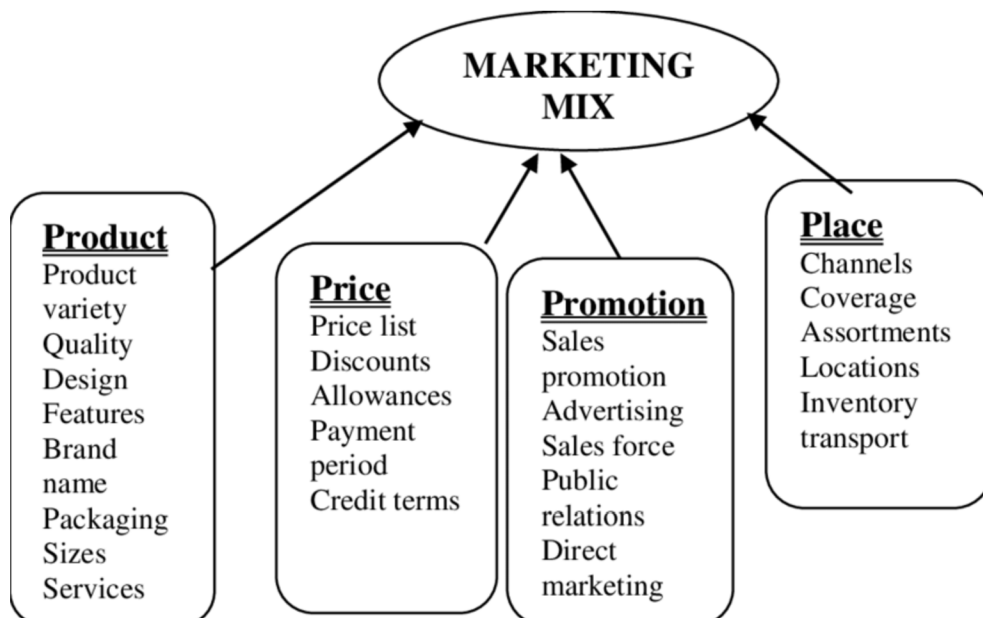 MARKETING
MIX
Product
Product
variety
Quality
Design
Features
Brand
name
Packaging
Sizes
Services
Price
Price list
Discounts
Allowances
Payment
period
Credit terms
Promotion
Sales
promotion
Advertising
Sales force
Public
relations
Direct
marketing
Place
Channels
Coverage
Assortments
Locations
Inventory
transport